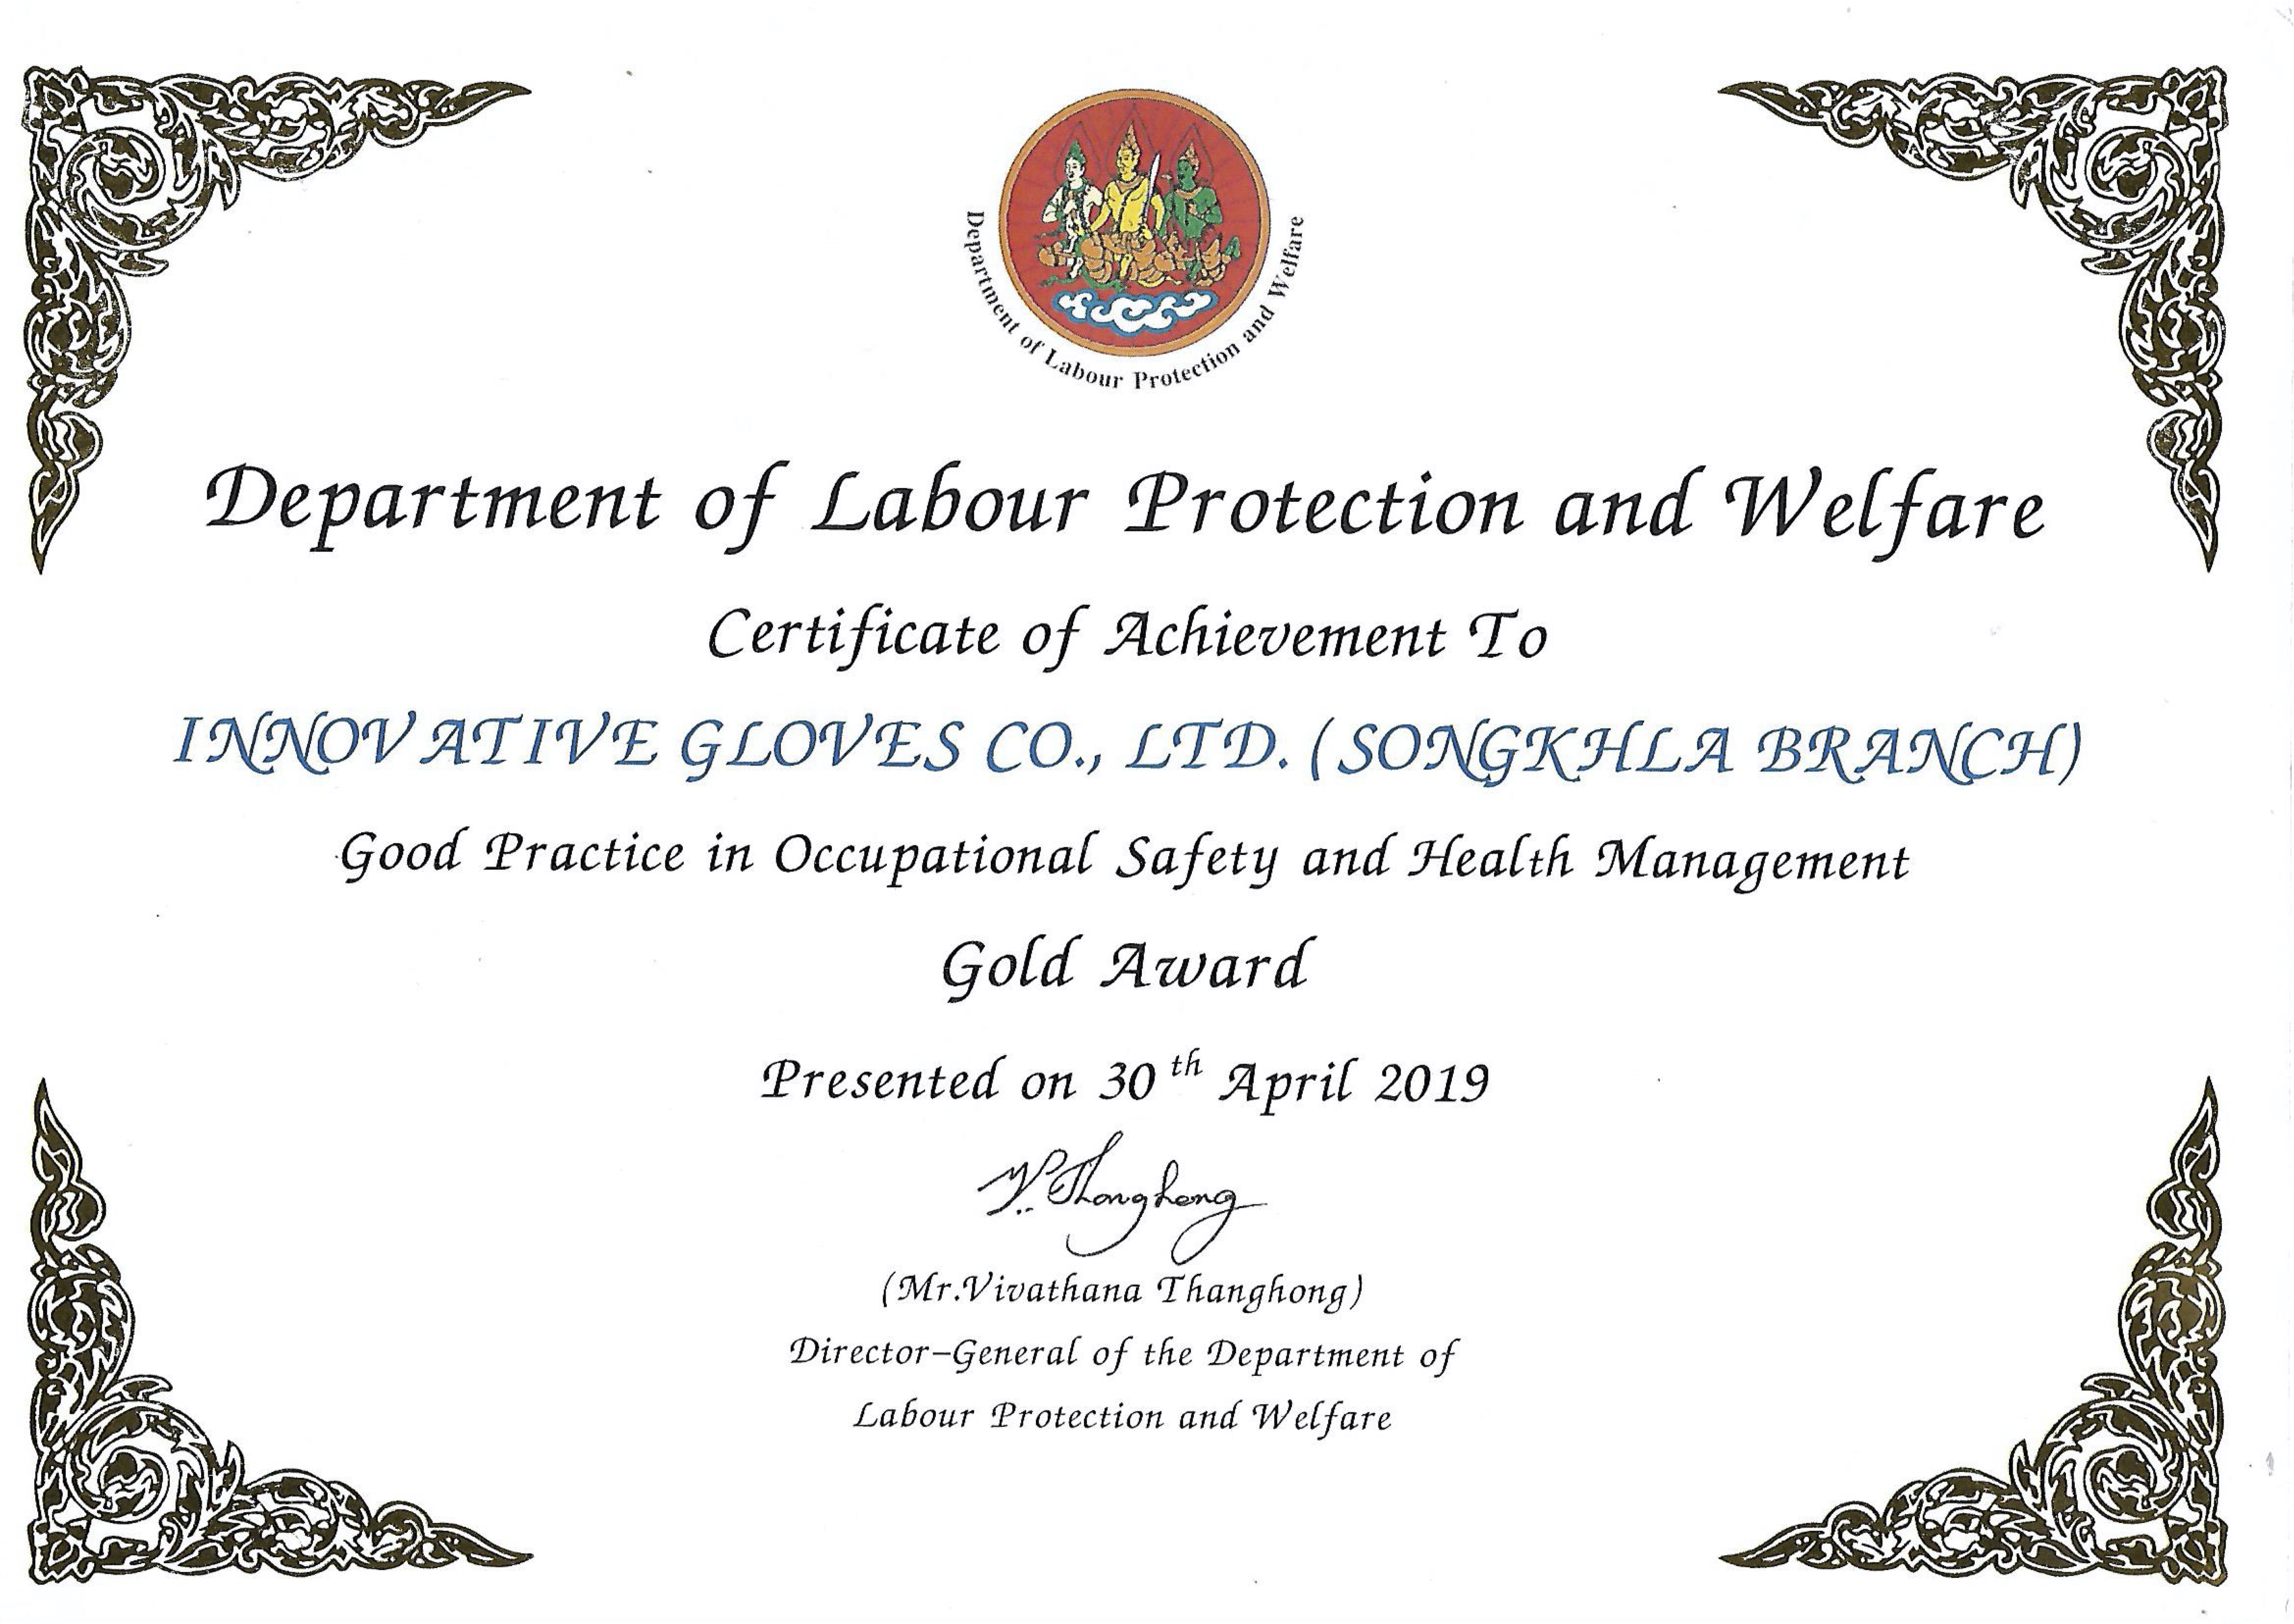 Department of Labour Protection and Welfare
Department of Labour Protection and Welfare
Certificate of Achievement To
INNOVATIVE GLOVES CO., LTD. (SONGKHLA BRANCH)
Good Practice in Occupational Safety and Health Management
Gold Award
Presented on 30th April 2019
V. Thanghong
(Mr.Vivathana Thanghong)
Director-General of the Department of
Labour Protection and Welfare